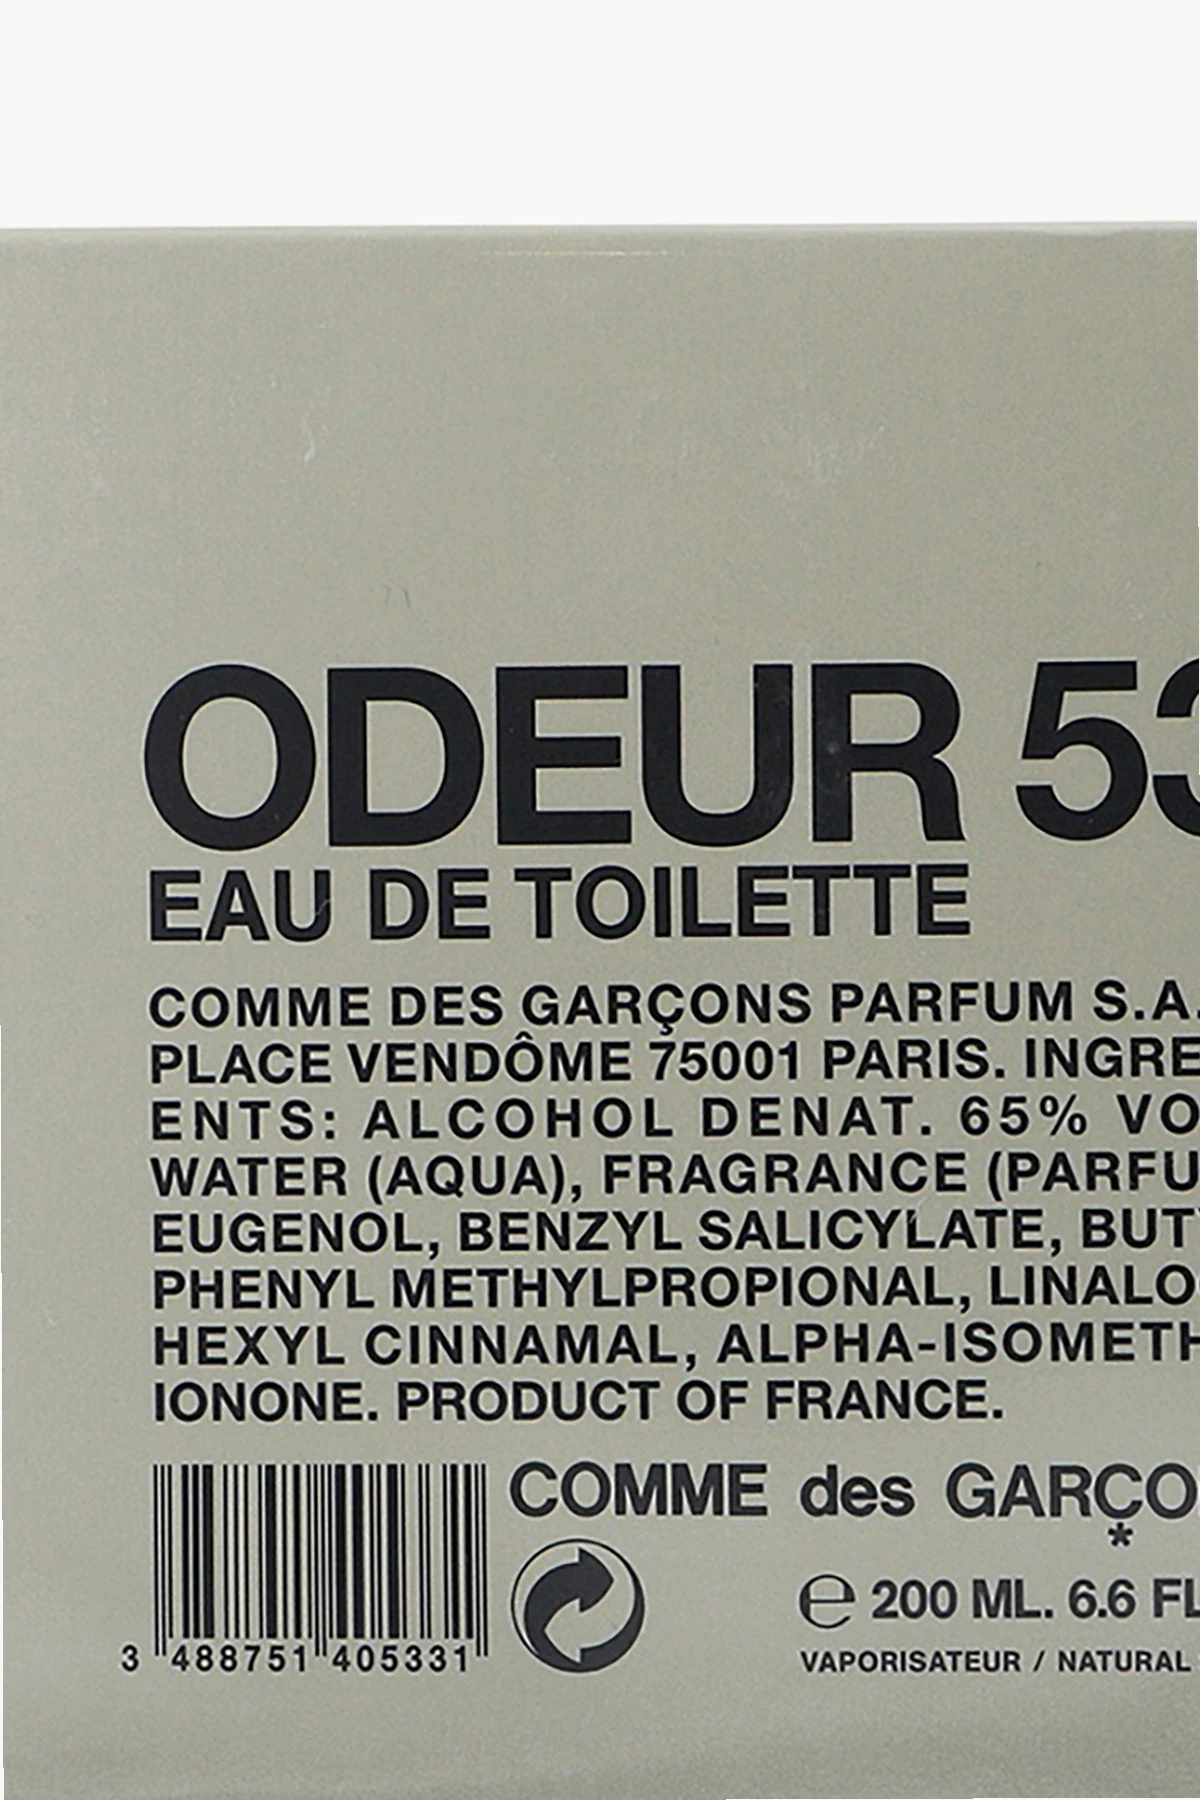 ODEUR 53
EAU DE TOILETTE
COMME DES GARÇONS PARFUM S.A.
PLACE VENDÔME 75001 PARIS. INGRE
ENTS: ALCOHOL DENAT. 65% VO
WATER (AQUA), FRAGRANCE (PARFU
EUGENOL, BENZYL SALICYLATE, BUTY
PHENYL METHYLPROPIONAL, LINALO
HEXYL CINNAMAL, ALPHA-ISOMETH
IONONE. PRODUCT OF FRANCE.
COMME des GARÇO
*
℮ 200 ML. 6.6 FL
VAPORISATEUR / NATURAL
3 488751 405331